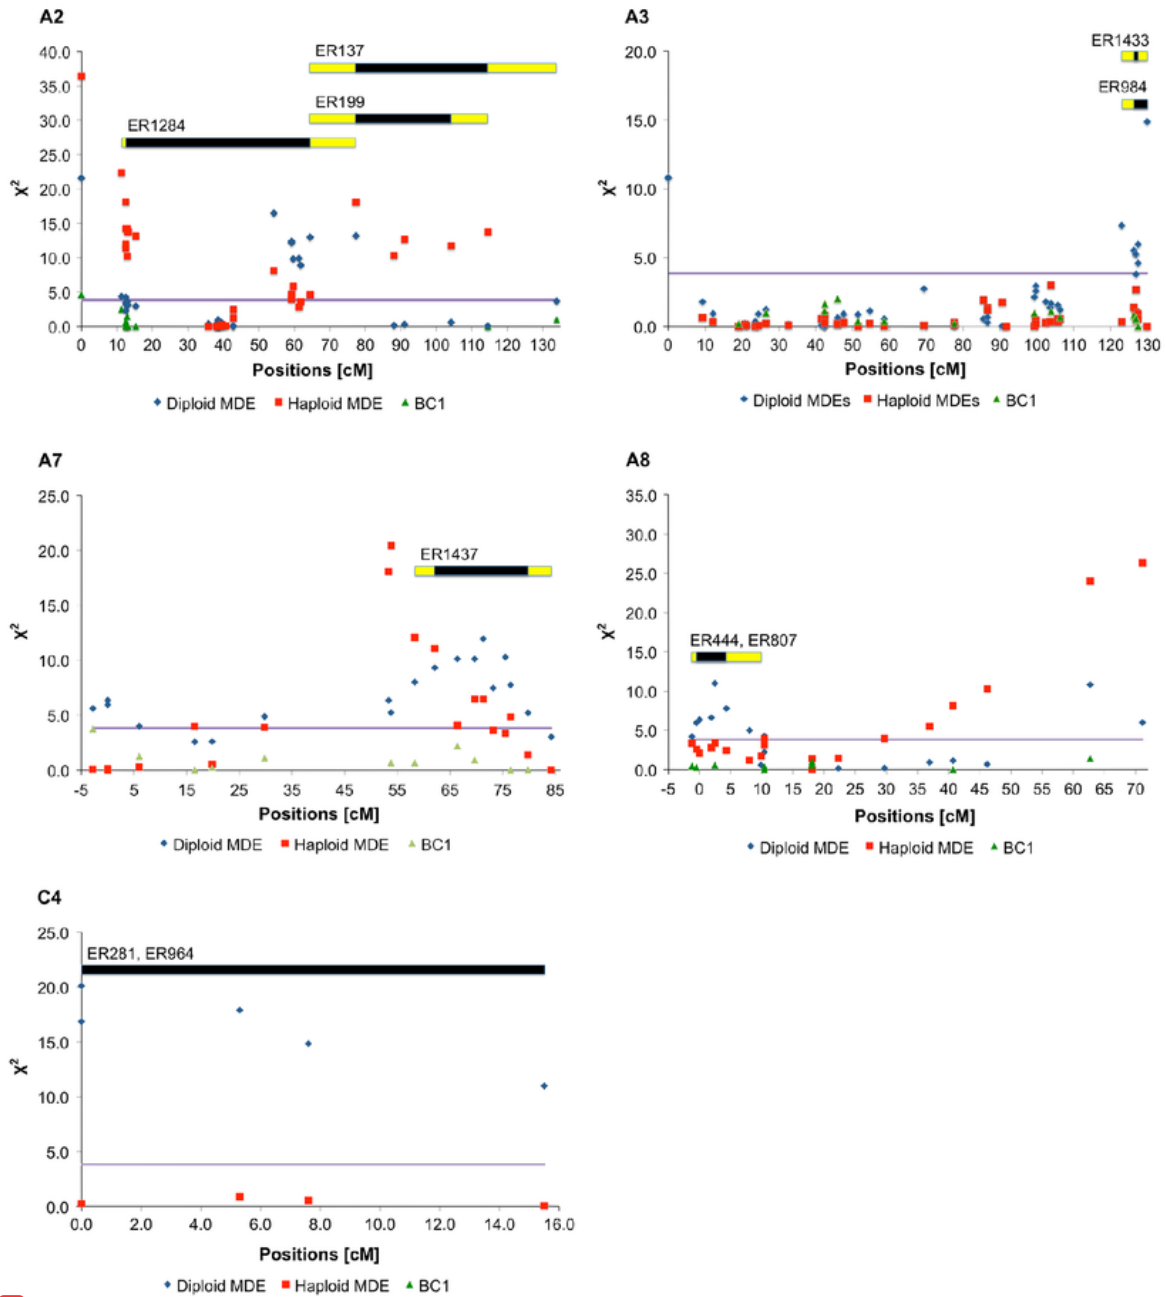 A2
40.0
35.0
30.0
25.0
20.0
15.0
10.0
5.0
0.0
χ²
ER137
ER199
ER1284
0 10 20 30 40 50 60 70 80 90 100 110 120 130
Positions [cM]
Diploid MDE Haploid MDE BC1
A3
20.0
15.0
10.0
5.0
0.0
χ²
ER1433
ER984
0 10 20 30 40 50 60 70 80 90 100 110 120 130
Positions [cM]
Diploid MDEs Haploid MDEs BC1
A7
25.0
20.0
15.0
10.0
5.0
0.0
χ²
ER1437
-5 5 15 25 35 45 55 65 75 85
Positions [cM]
Diploid MDE Haploid MDE BC1
A8
35.0
30.0
25.0
20.0
15.0
10.0
5.0
0.0
χ²
ER444, ER807
-5 0 5 10 15 20 25 30 35 40 45 50 55 60 65 70
Positions [cM]
Diploid MDE Haploid MDE BC1
C4
25.0
20.0
15.0
10.0
5.0
0.0
χ²
ER281, ER964
0.0 2.0 4.0 6.0 8.0 10.0 12.0 14.0 16.0
Positions [cM]
Diploid MDE Haploid MDE BC1